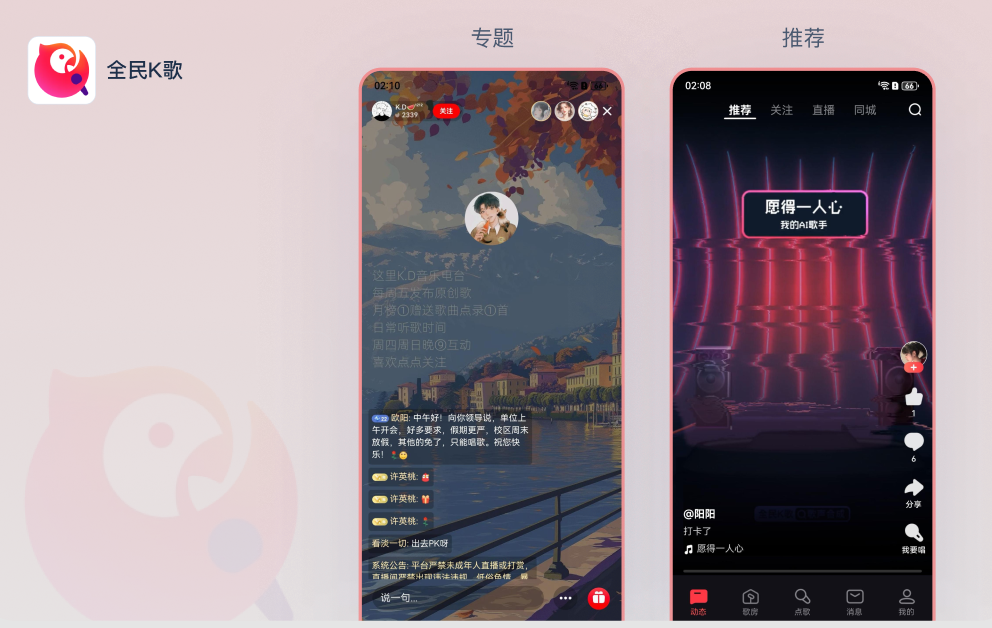 全民K歌
专题
02:10
66
K.D
2339
关注
这里K.D音乐电台
每周五发布原创歌
月榜①赠送歌曲点录①首
日常听歌时间
周四周日晚⑨互动
喜欢点点关注
欧阳: 中午好! 向你领导说, 单位上
午开会, 好多要求, 假期更严, 校区周末
放假, 其他的免了, 只能唱歌。祝您快
乐!
许英桃:
许英桃:
许英桃:
看淡一切: 出去PK呀
系统公告: 平台严禁未成年人直播或打赏,
直播间严禁出现违法违规、低俗色情、暴
说一句...
推荐
02:08
66
推荐 关注 直播 同城
愿得一人心
我的AI歌手
1
6
分享
我要唱
@阳阳
打卡了
愿得一人心
动态 歌房 点歌 消息 我的